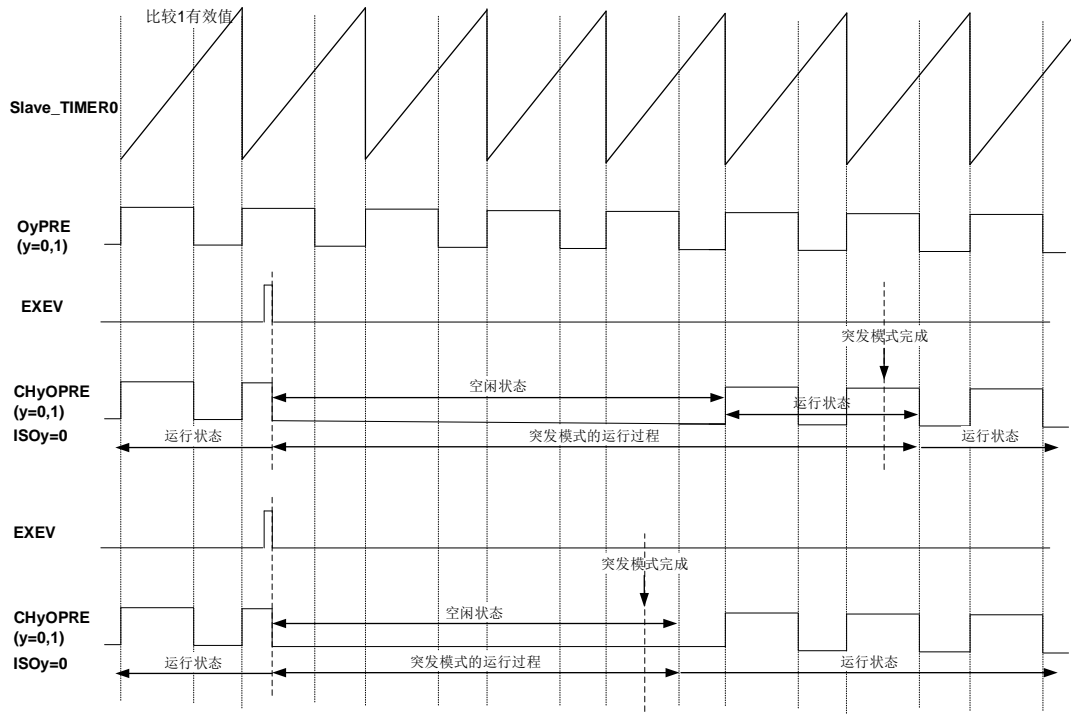 比较1有效值
Slave_TIMER0
OyPRE
(y=0,1)
EXEV
突发模式完成
CHyOPRE
(y=0,1)
ISOy=0
空闲状态
运行状态
运行状态
突发模式的运行过程
运行状态
EXEV
突发模式完成
CHyOPRE
(y=0,1)
ISOy=0
空闲状态
运行状态
突发模式的运行过程
运行状态